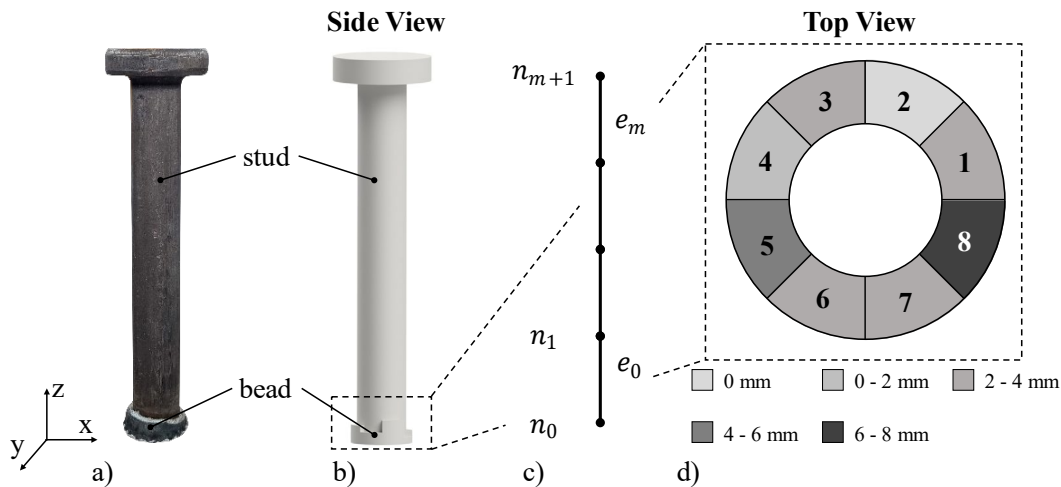 Side View
Top View
n_{m+1}
e_m
3
2
4
1
stud
5
8
6
7
n_1
e_0
0 mm
0 - 2 mm
2 - 4 mm
bead
z
x
y
n_0
4 - 6 mm
6 - 8 mm
a)
b)
c)
d)